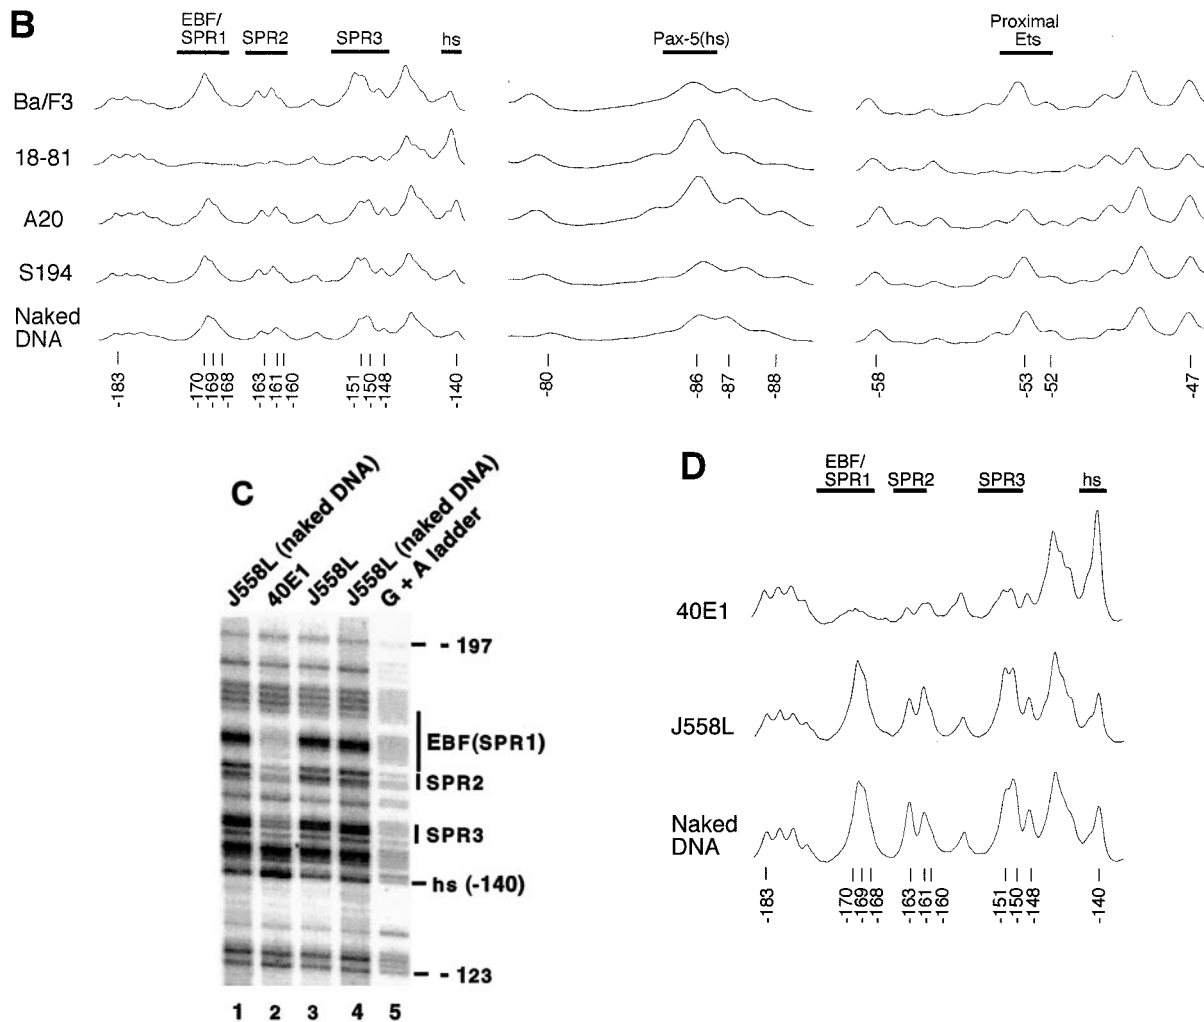 B
EBF/
SPR1
SPR2
SPR3
hs
Pax-5(hs)
Proximal
Ets
Ba/F3
18-81
A20
S194
Naked
DNA
-183
-170
-169
-168
-163
-161
-160
-151
-150
-148
-140
-80
-86
-87
-88
-58
-53
-52
-47
C
J558L (naked DNA)
40E1
J558L
J558L (naked DNA)
G + A ladder
- 197
EBF(SPR1)
SPR2
SPR3
hs (-140)
- 123
1 2 3 4 5
D
EBF/
SPR1
SPR2
SPR3
hs
40E1
J558L
Naked
DNA
-183
-170
-169
-168
-163
-161
-160
-151
-150
-148
-140